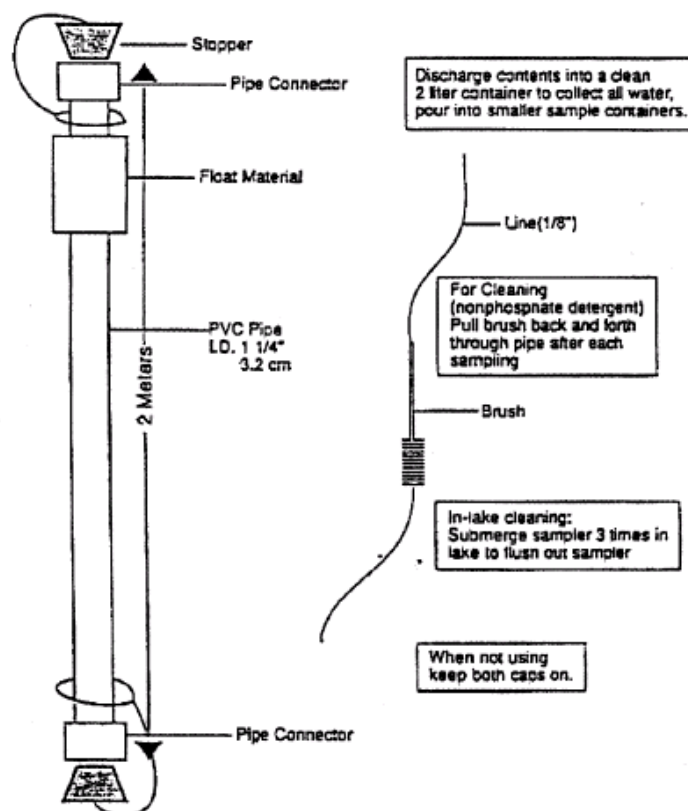 Stopper
Pipe Connector
Float Material
PVC Pipe
I.D. 1 1/4"
3.2 cm
2 Meters
Pipe Connector
Discharge contents into a clean
2 liter container to collect all water,
pour into smaller sample containers.
Line(1/8")
For Cleaning
(nonphosphate detergent)
Pull brush back and forth
through pipe after each
sampling
Brush
In-lake cleaning:
Submerge sampler 3 times in
lake to flush out sampler
When not using
keep both caps on.